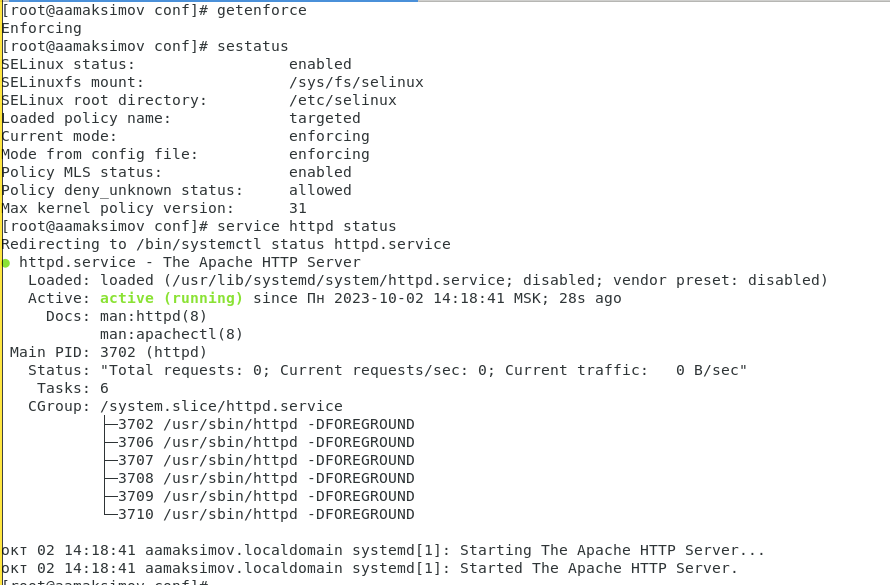 [root@aamaksimov conf]# getenforce
Enforcing
[root@aamaksimov conf]# sestatus
SELinux status:                 enabled
SELinuxfs mount:                /sys/fs/selinux
SELinux root directory:         /etc/selinux
Loaded policy name:             targeted
Current mode:                   enforcing
Mode from config file:          enforcing
Policy MLS status:              enabled
Policy deny_unknown status:     allowed
Max kernel policy version:      31
[root@aamaksimov conf]# service httpd status
Redirecting to /bin/systemctl status httpd.service
● httpd.service - The Apache HTTP Server
   Loaded: loaded (/usr/lib/systemd/system/httpd.service; disabled; vendor preset: disabled)
   Active: active (running) since Пн 2023-10-02 14:18:41 MSK; 28s ago
     Docs: man:httpd(8)
           man:apachectl(8)
 Main PID: 3702 (httpd)
   Status: "Total requests: 0; Current requests/sec: 0; Current traffic:   0 B/sec"
    Tasks: 6
   CGroup: /system.slice/httpd.service
           ├─3702 /usr/sbin/httpd -DFOREGROUND
           ├─3706 /usr/sbin/httpd -DFOREGROUND
           ├─3707 /usr/sbin/httpd -DFOREGROUND
           ├─3708 /usr/sbin/httpd -DFOREGROUND
           ├─3709 /usr/sbin/httpd -DFOREGROUND
           └─3710 /usr/sbin/httpd -DFOREGROUND

окт 02 14:18:41 aamaksimov.localdomain systemd[1]: Starting The Apache HTTP Server...
окт 02 14:18:41 aamaksimov.localdomain systemd[1]: Started The Apache HTTP Server.
[root@aamaksimov conf]#